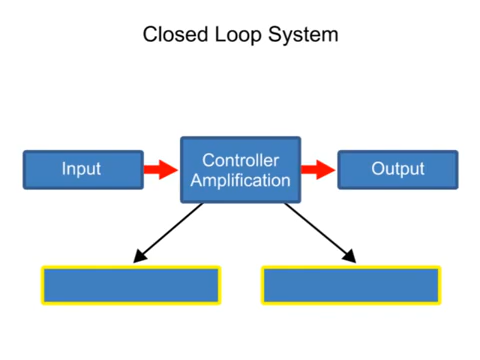 Closed Loop System
Input
Controller
Amplification
Output